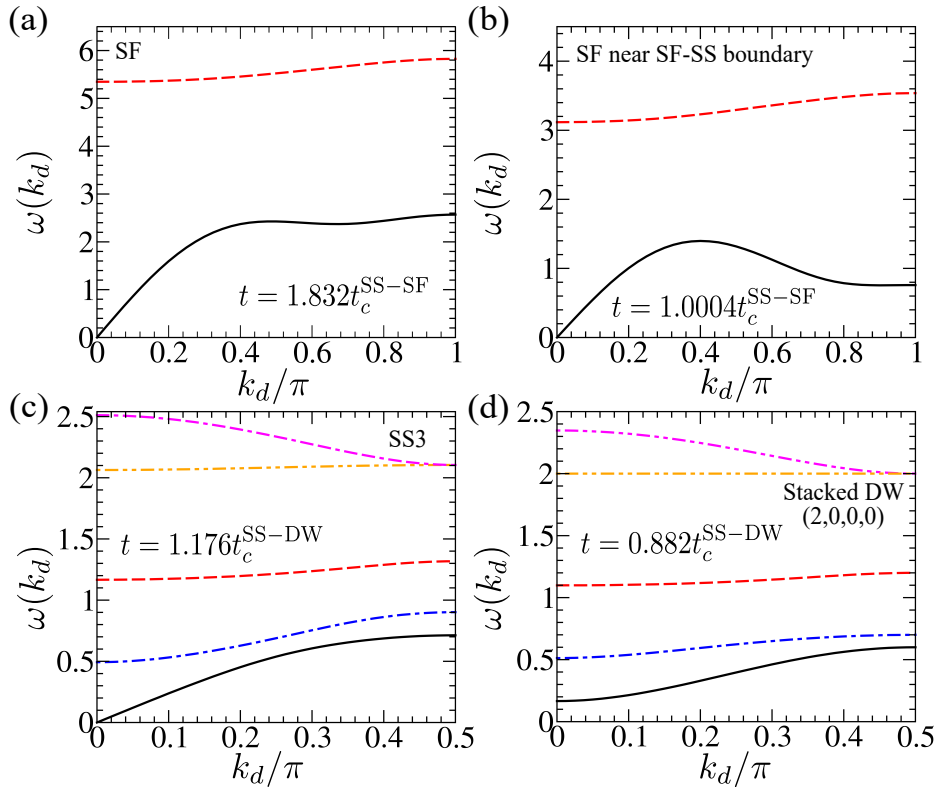 (a)
SF
6
5
4
3
2
1
0
ω(k_d)
t = 1.832t_c^{SS−SF}
0 0.2 0.4 0.6 0.8 1
k_d/π
(b)
SF near SF-SS boundary
4
3
2
1
0
ω(k_d)
t = 1.0004t_c^{SS−SF}
0 0.2 0.4 0.6 0.8 1
k_d/π
(c)
SS3
2.5
2
1.5
1
0.5
0
ω(k_d)
t = 1.176t_c^{SS−DW}
0 0.1 0.2 0.3 0.4 0.5
k_d/π
(d)
2.5
2
1.5
1
0.5
0
ω(k_d)
Stacked DW
(2,0,0,0)
t = 0.882t_c^{SS−DW}
0 0.1 0.2 0.3 0.4 0.5
k_d/π